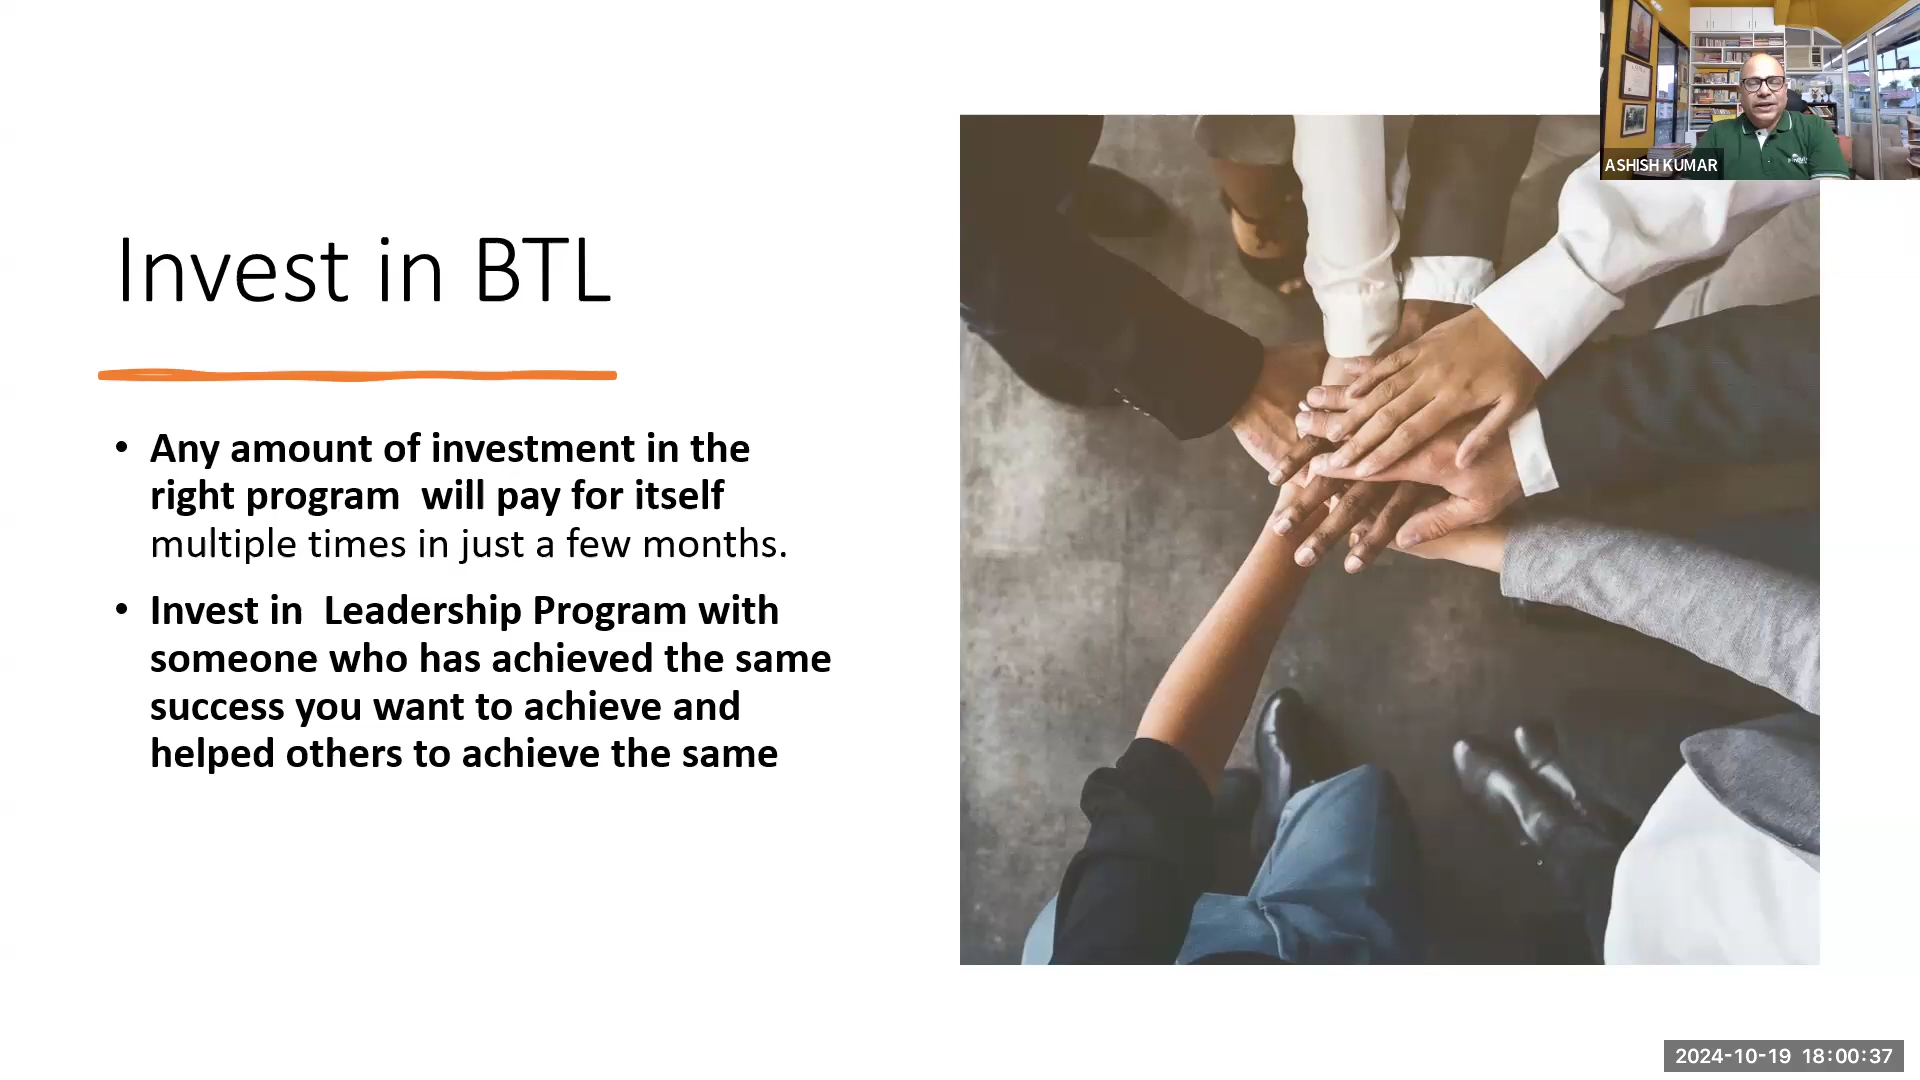 ASHISH KUMAR
Invest in BTL
• Any amount of investment in the
right program will pay for itself
multiple times in just a few months.
• Invest in Leadership Program with
someone who has achieved the same
success you want to achieve and
helped others to achieve the same
2024-10-19 18:00:37